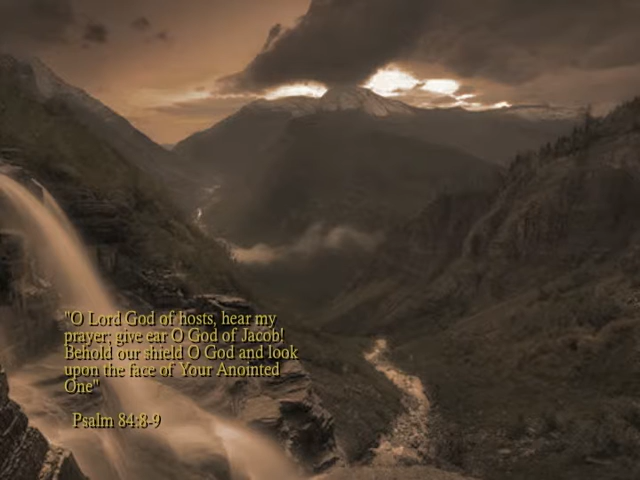 "O Lord God of hosts, hear my
prayer; give ear O God of Jacob!
Behold our shield O God and look
upon the face of Your Anointed
One"
Psalm 84:8-9